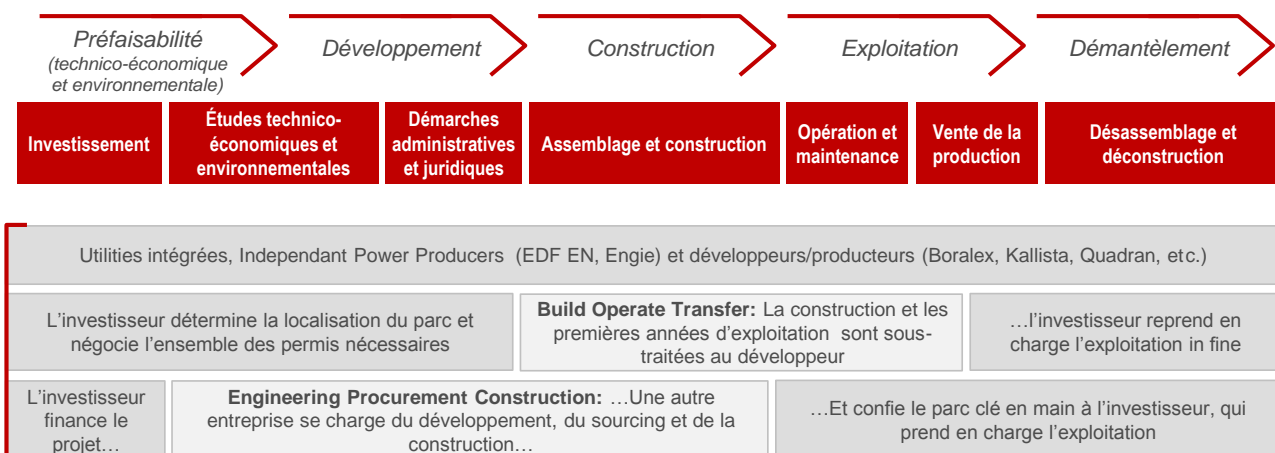 Préfaisabilité
(technico-économique
et environnementale)
Développement
Construction
Exploitation
Démantèlement
Investissement
Études technico-
économiques et
environnementales
Démarches
administratives
et juridiques
Assemblage et construction
Opération et
maintenance
Vente de la
production
Désassemblage et
déconstruction
Utilities intégrées, Independant Power Producers (EDF EN, Engie) et développeurs/producteurs (Boralex, Kallista, Quadran, etc.)
L'investisseur détermine la localisation du parc et
négocie l'ensemble des permis nécessaires
Build Operate Transfer: La construction et les
premières années d'exploitation sont sous-
traitées au développeur
…l'investisseur reprend en
charge l'exploitation in fine
L'investisseur
finance le
projet…
Engineering Procurement Construction: …Une autre
entreprise se charge du développement, du sourcing et de la
construction…
…Et confie le parc clé en main à l'investisseur, qui
prend en charge l'exploitation